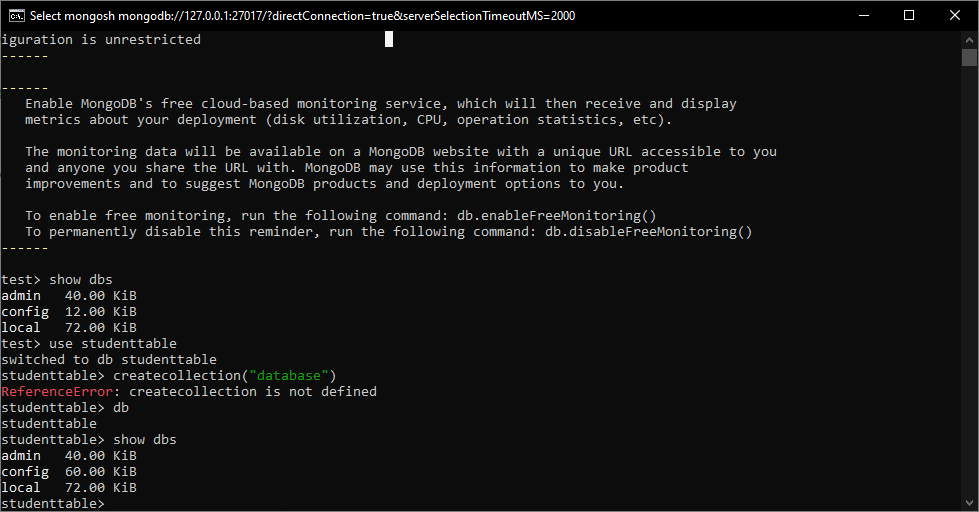 Select mongosh mongodb://127.0.0.1:27017/?directConnection=true&serverSelectionTimeoutMS=2000
iguration is unrestricted
------
------
Enable MongoDB's free cloud-based monitoring service, which will then receive and display
metrics about your deployment (disk utilization, CPU, operation statistics, etc).
The monitoring data will be available on a MongoDB website with a unique URL accessible to you
and anyone you share the URL with. MongoDB may use this information to make product
improvements and to suggest MongoDB products and deployment options to you.
To enable free monitoring, run the following command: db.enableFreeMonitoring()
To permanently disable this reminder, run the following command: db.disableFreeMonitoring()
------
test> show dbs
admin   40.00 KiB
config  12.00 KiB
local   72.00 KiB
test> use studenttable
switched to db studenttable
studenttable> createcollection("database")
ReferenceError: createcollection is not defined
studenttable> db
studenttable
studenttable> show dbs
admin   40.00 KiB
config  60.00 KiB
local   72.00 KiB
studenttable>